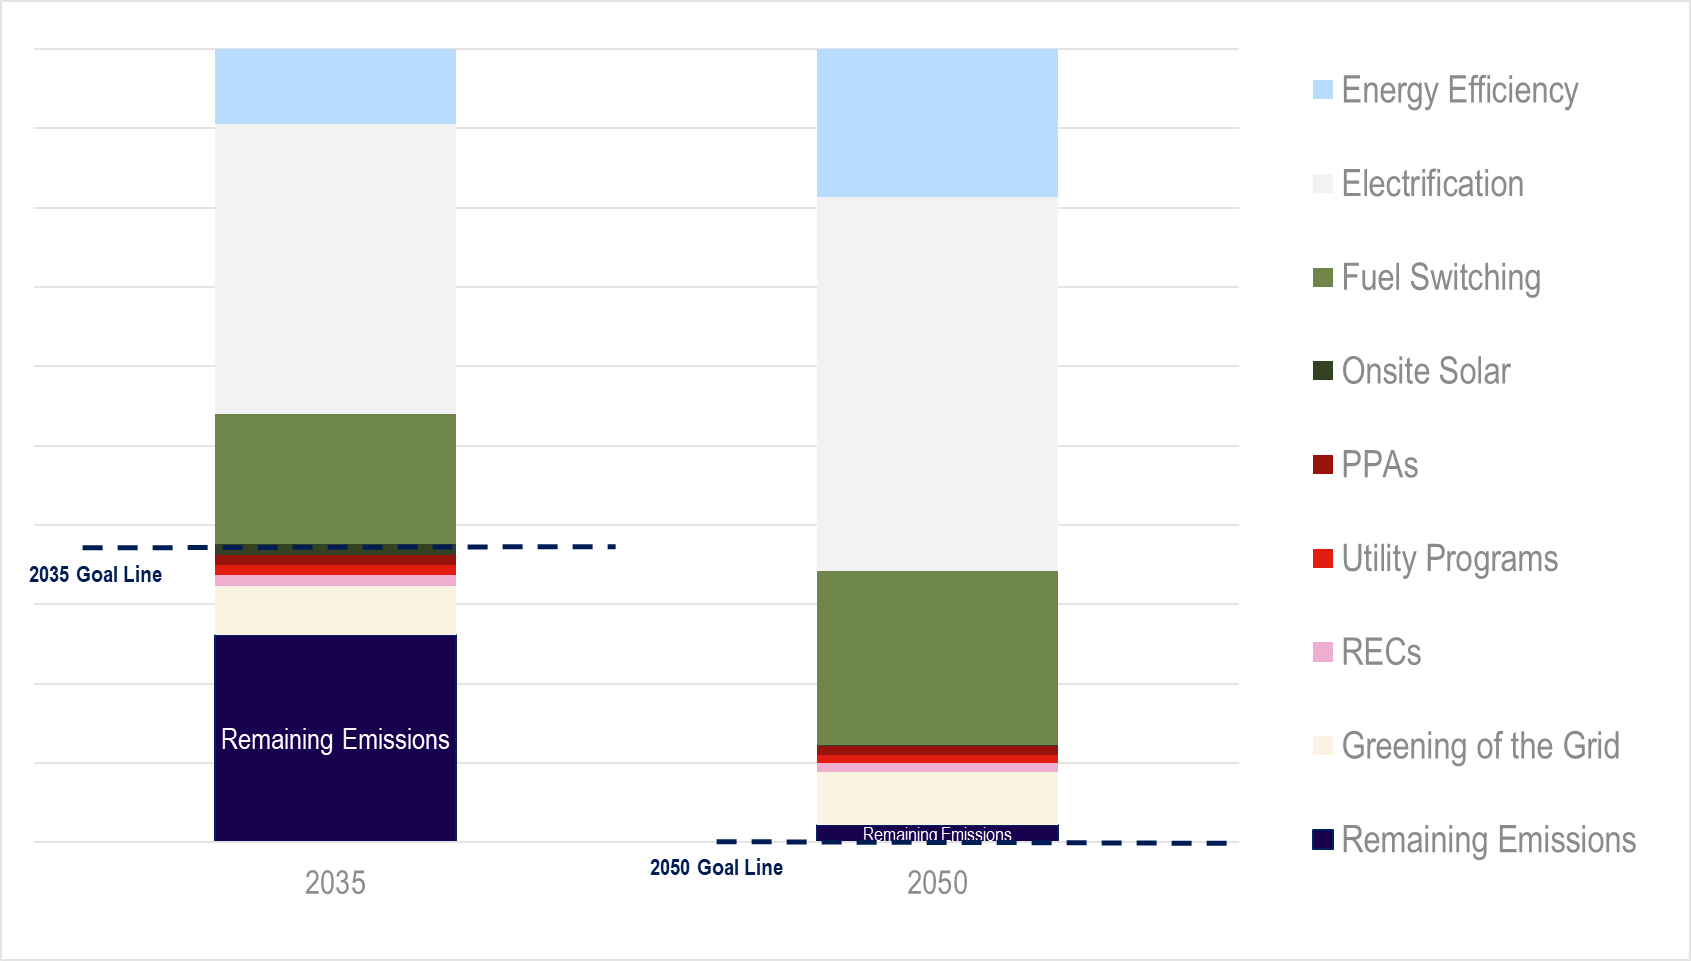 Energy Efficiency
Electrification
Fuel Switching
Onsite Solar
PPAs
Utility Programs
RECs
Greening of the Grid
Remaining Emissions
2035 Goal Line
Remaining Emissions
Remaining Emissions
2050 Goal Line
2035
2050